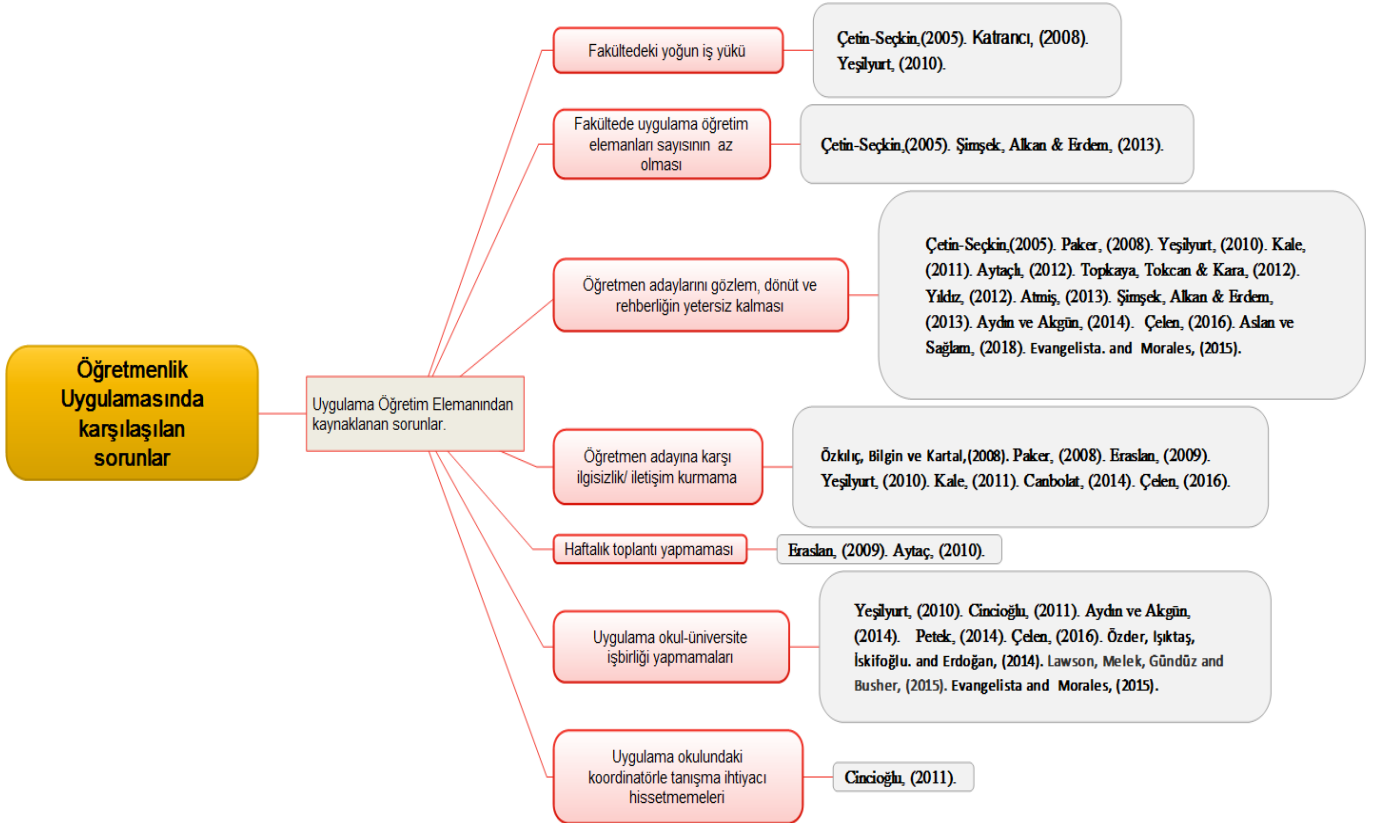 Öğretmenlik
Uygulamasında
karşılaşılan
sorunlar
Uygulama Öğretim Elemanından
kaynaklanan sorunlar.
Fakültedeki yoğun iş yükü
Çetin-Seçkin,(2005). Katrancı, (2008).
Yeşilyurt, (2010).
Fakültede uygulama öğretim
elemanları sayısının az
olması
Çetin-Seçkin,(2005). Şimşek, Alkan & Erdem, (2013).
Öğretmen adaylarını gözlem, dönüt ve
rehberliğin yetersiz kalması
Çetin-Seçkin,(2005). Paker, (2008). Yeşilyurt, (2010). Kale,
(2011). Aytaçlı, (2012). Topkaya, Tokcan & Kara, (2012).
Yıldız, (2012). Atmiş, (2013). Şimşek, Alkan & Erdem,
(2013). Aydın ve Akgün, (2014). Çelen, (2016). Aslan ve
Sağlam, (2018). Evangelista. and Morales, (2015).
Öğretmen adayına karşı
ilgisizlik/ iletişim kurmama
Özkılıç, Bilgin ve Kartal,(2008). Paker, (2008). Eraslan, (2009).
Yeşilyurt, (2010). Kale, (2011). Canbolat, (2014). Çelen, (2016).
Haftalık toplantı yapmaması
Eraslan, (2009). Aytaç, (2010).
Uygulama okul-üniversite
işbirliği yapmamaları
Yeşilyurt, (2010). Cincioğlu, (2011). Aydın ve Akgün,
(2014). Petek, (2014). Çelen, (2016). Özder, Işıktaş,
İskifoğlu. and Erdoğan, (2014). Lawson, Melek, Gündüz and
Busher, (2015). Evangelista and Morales, (2015).
Uygulama okulundaki
koordinatörle tanışma ihtiyacı
hissetmemeleri
Cincioğlu, (2011).